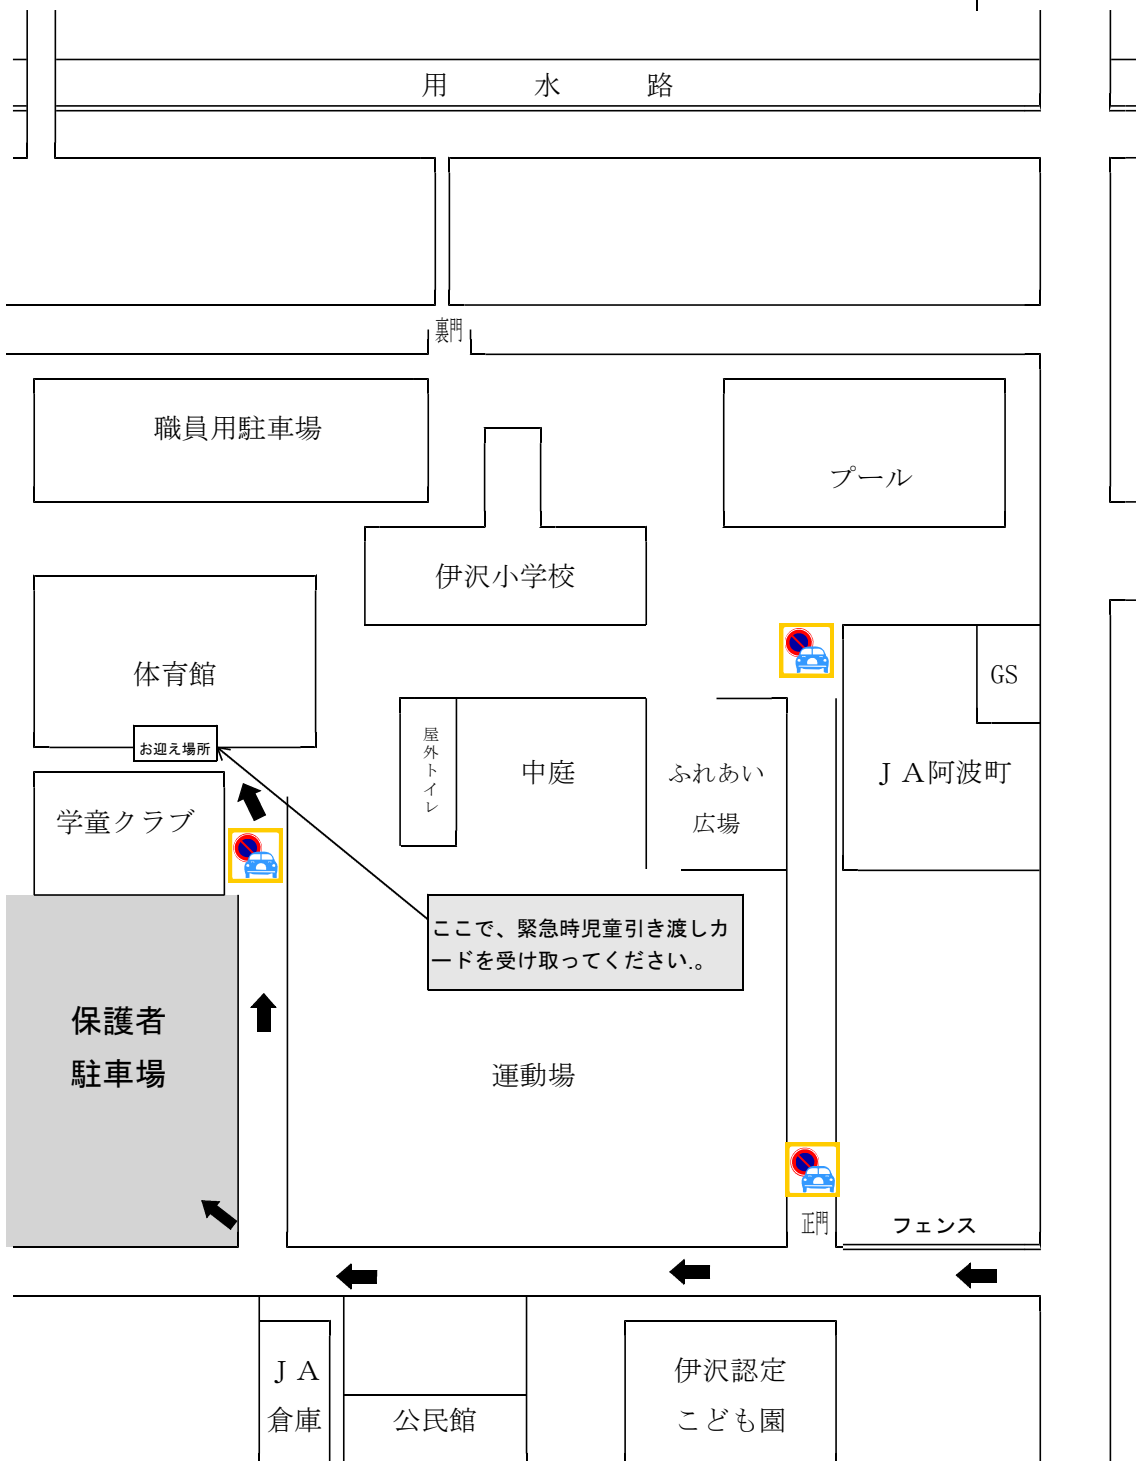 用水路
裏門
職員用駐車場
プール
伊沢小学校
体育館
GS
お迎え場所
屋外トイレ
中庭
ふれあい
広場
ＪＡ阿波町
学童クラブ
ここで、緊急時児童引き渡しカ
ードを受け取ってください.。
保護者
駐車場
運動場
正門
フェンス
ＪＡ
倉庫
公民館
伊沢認定
こども園